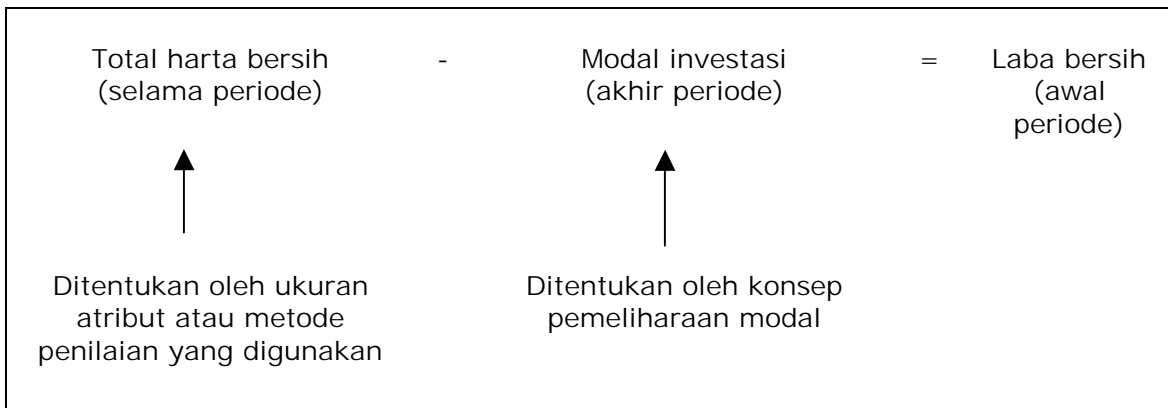 Total harta bersih - Modal investasi = Laba bersih
(selama periode) (akhir periode) (awal
periode)
Ditentukan oleh ukuran Ditentukan oleh konsep
atribut atau metode pemeliharaan modal
penilaian yang digunakan